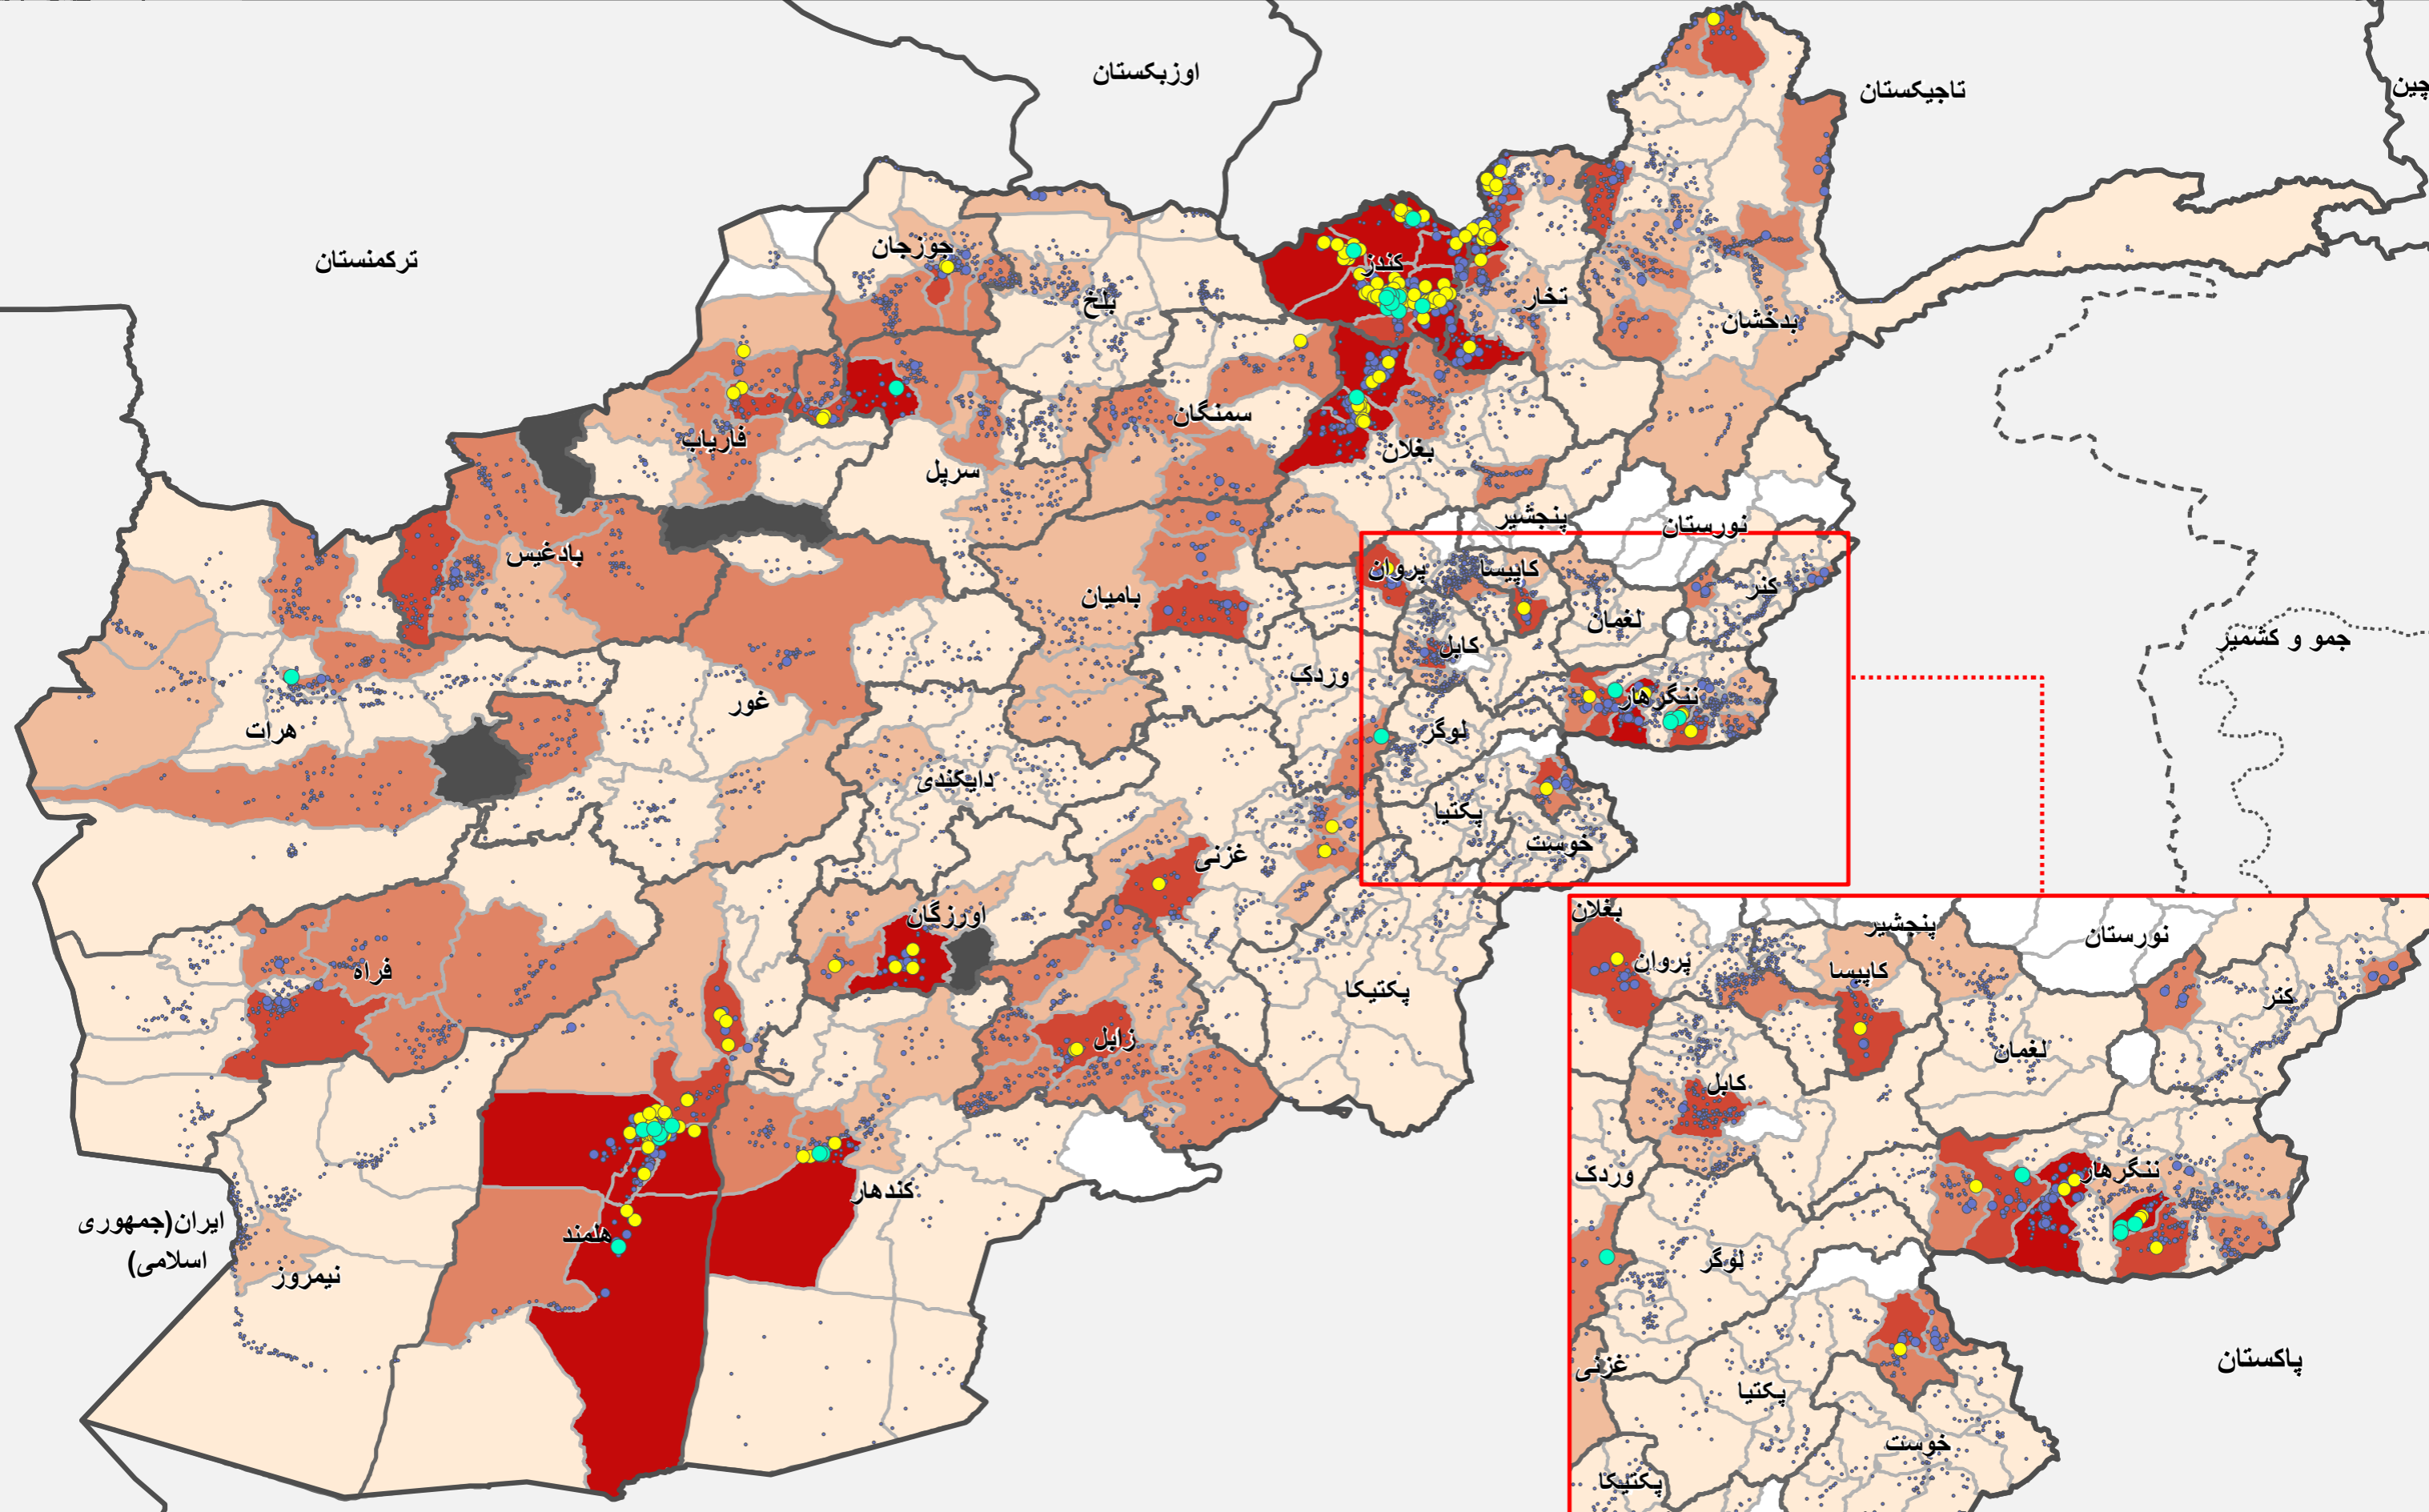 اوزبکستان
تاجیکستان
چین
ترکمنستان
جوزجان
کندز
بلخ
تخار
بدخشان
سمنگان
فاریاب
بغلان
سرپل
پنجشیر
نورستان
بادغیس
پروان
کاپیسا
کنر
بامیان
لغمان
جمو و کشمیر
کابل
وردک
ننگرهار
غور
هرات
لوگر
دایکندی
پکتیا
خوست
غزنی
اورزگان
فراه
پکتیکا
زابل
کندهار
ایران(جمهوری
اسلامی)
هلمند
نیمروز
بغلان
پنجشیر
نورستان
پروان
کاپیسا
کنر
لغمان
کابل
وردک
ننگرهار
لوگر
غزنی
پکتیا
پاکستان
خوست
پکتیکا